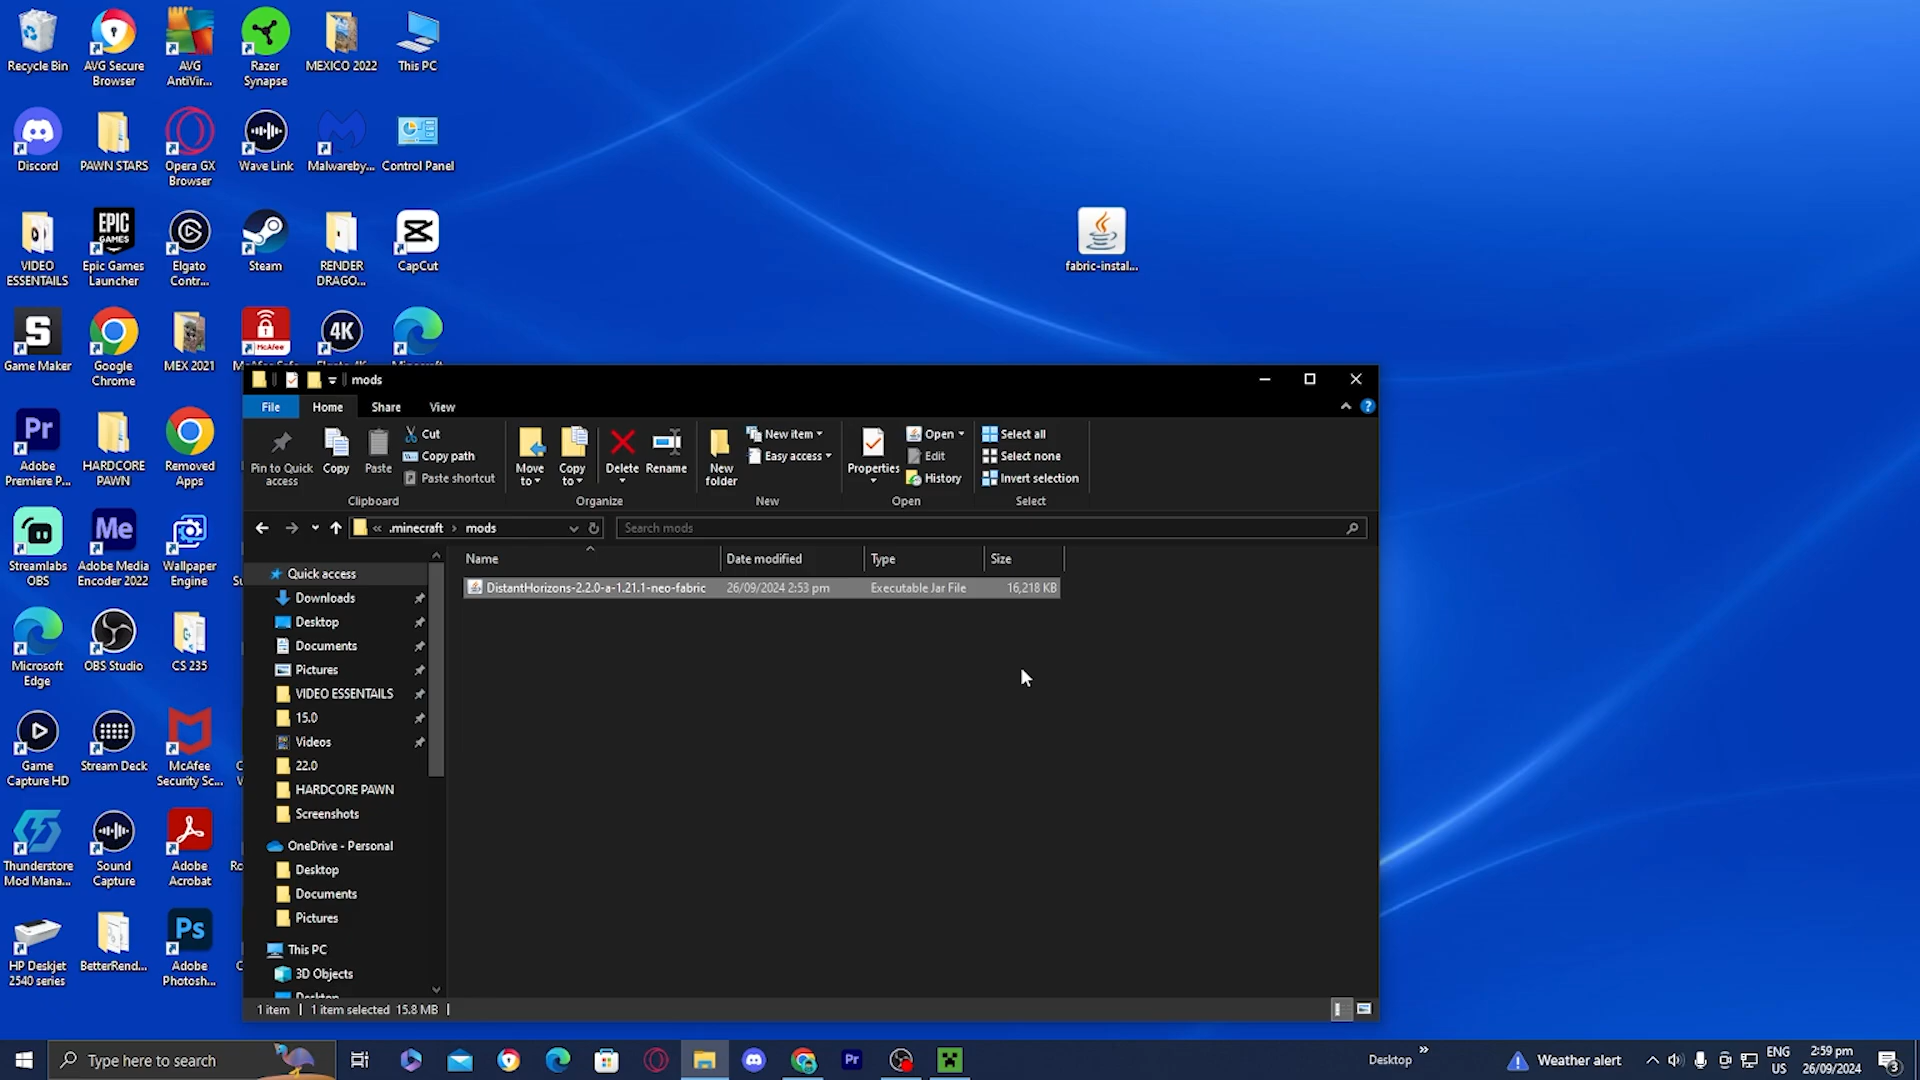 Recycle Bin
AVG Secure
Browser
AVG
AntiVir...
Razer
Synapse
MEXICO 2022
This PC
Discord
PAWN STARS
Opera GX
Browser
Wave Link
Malwareby...
Control Panel
VIDEO
ESSENTAILS
EPIC
GAMES
Epic Games
Launcher
Elgato
Contr...
Steam
RENDER
DRAGO...
CapCut
fabric-instal...
Game Maker
Google
Chrome
MEX 2021
McAfee
4K
Adobe
Premiere P...
HARDCORE
PAWN
Removed
Apps
Streamlabs
OBS
Adobe Media
Encoder 2022
Wallpaper
Engine
Microsoft
Edge
OBS Studio
CS 235
Game
Capture HD
Stream Deck
McAfee
Security Sc...
Thunderstore
Mod Mana...
Sound
Capture
Adobe
Acrobat
HP Deskjet
2540 series
BetterRend...
Adobe
Photosh...
Pr
Me
Ps
mods
File Home Share View
Pin to Quick
access
Copy
Paste
Cut
Copy path
Paste shortcut
Clipboard
Move
to
Copy
to
Delete
Rename
Organize
New
folder
New item
Easy access
New
Properties
Open
Edit
History
Open
Select all
Select none
Invert selection
Select
« .minecraft › mods
Search mods
Name Date modified Type Size
DistantHorizons-2.2.0-a-1.21.1-neo-fabric 26/09/2024 2:53 pm Executable Jar File 16,218 KB
Quick access
Downloads
Desktop
Documents
Pictures
VIDEO ESSENTAILS
15.0
Videos
22.0
HARDCORE PAWN
Screenshots
OneDrive - Personal
Desktop
Documents
Pictures
This PC
3D Objects
1 item 1 item selected 15.8 MB
Type here to search
Pr
Desktop »
Weather alert
ENG
US
2:59 pm
26/09/2024
3